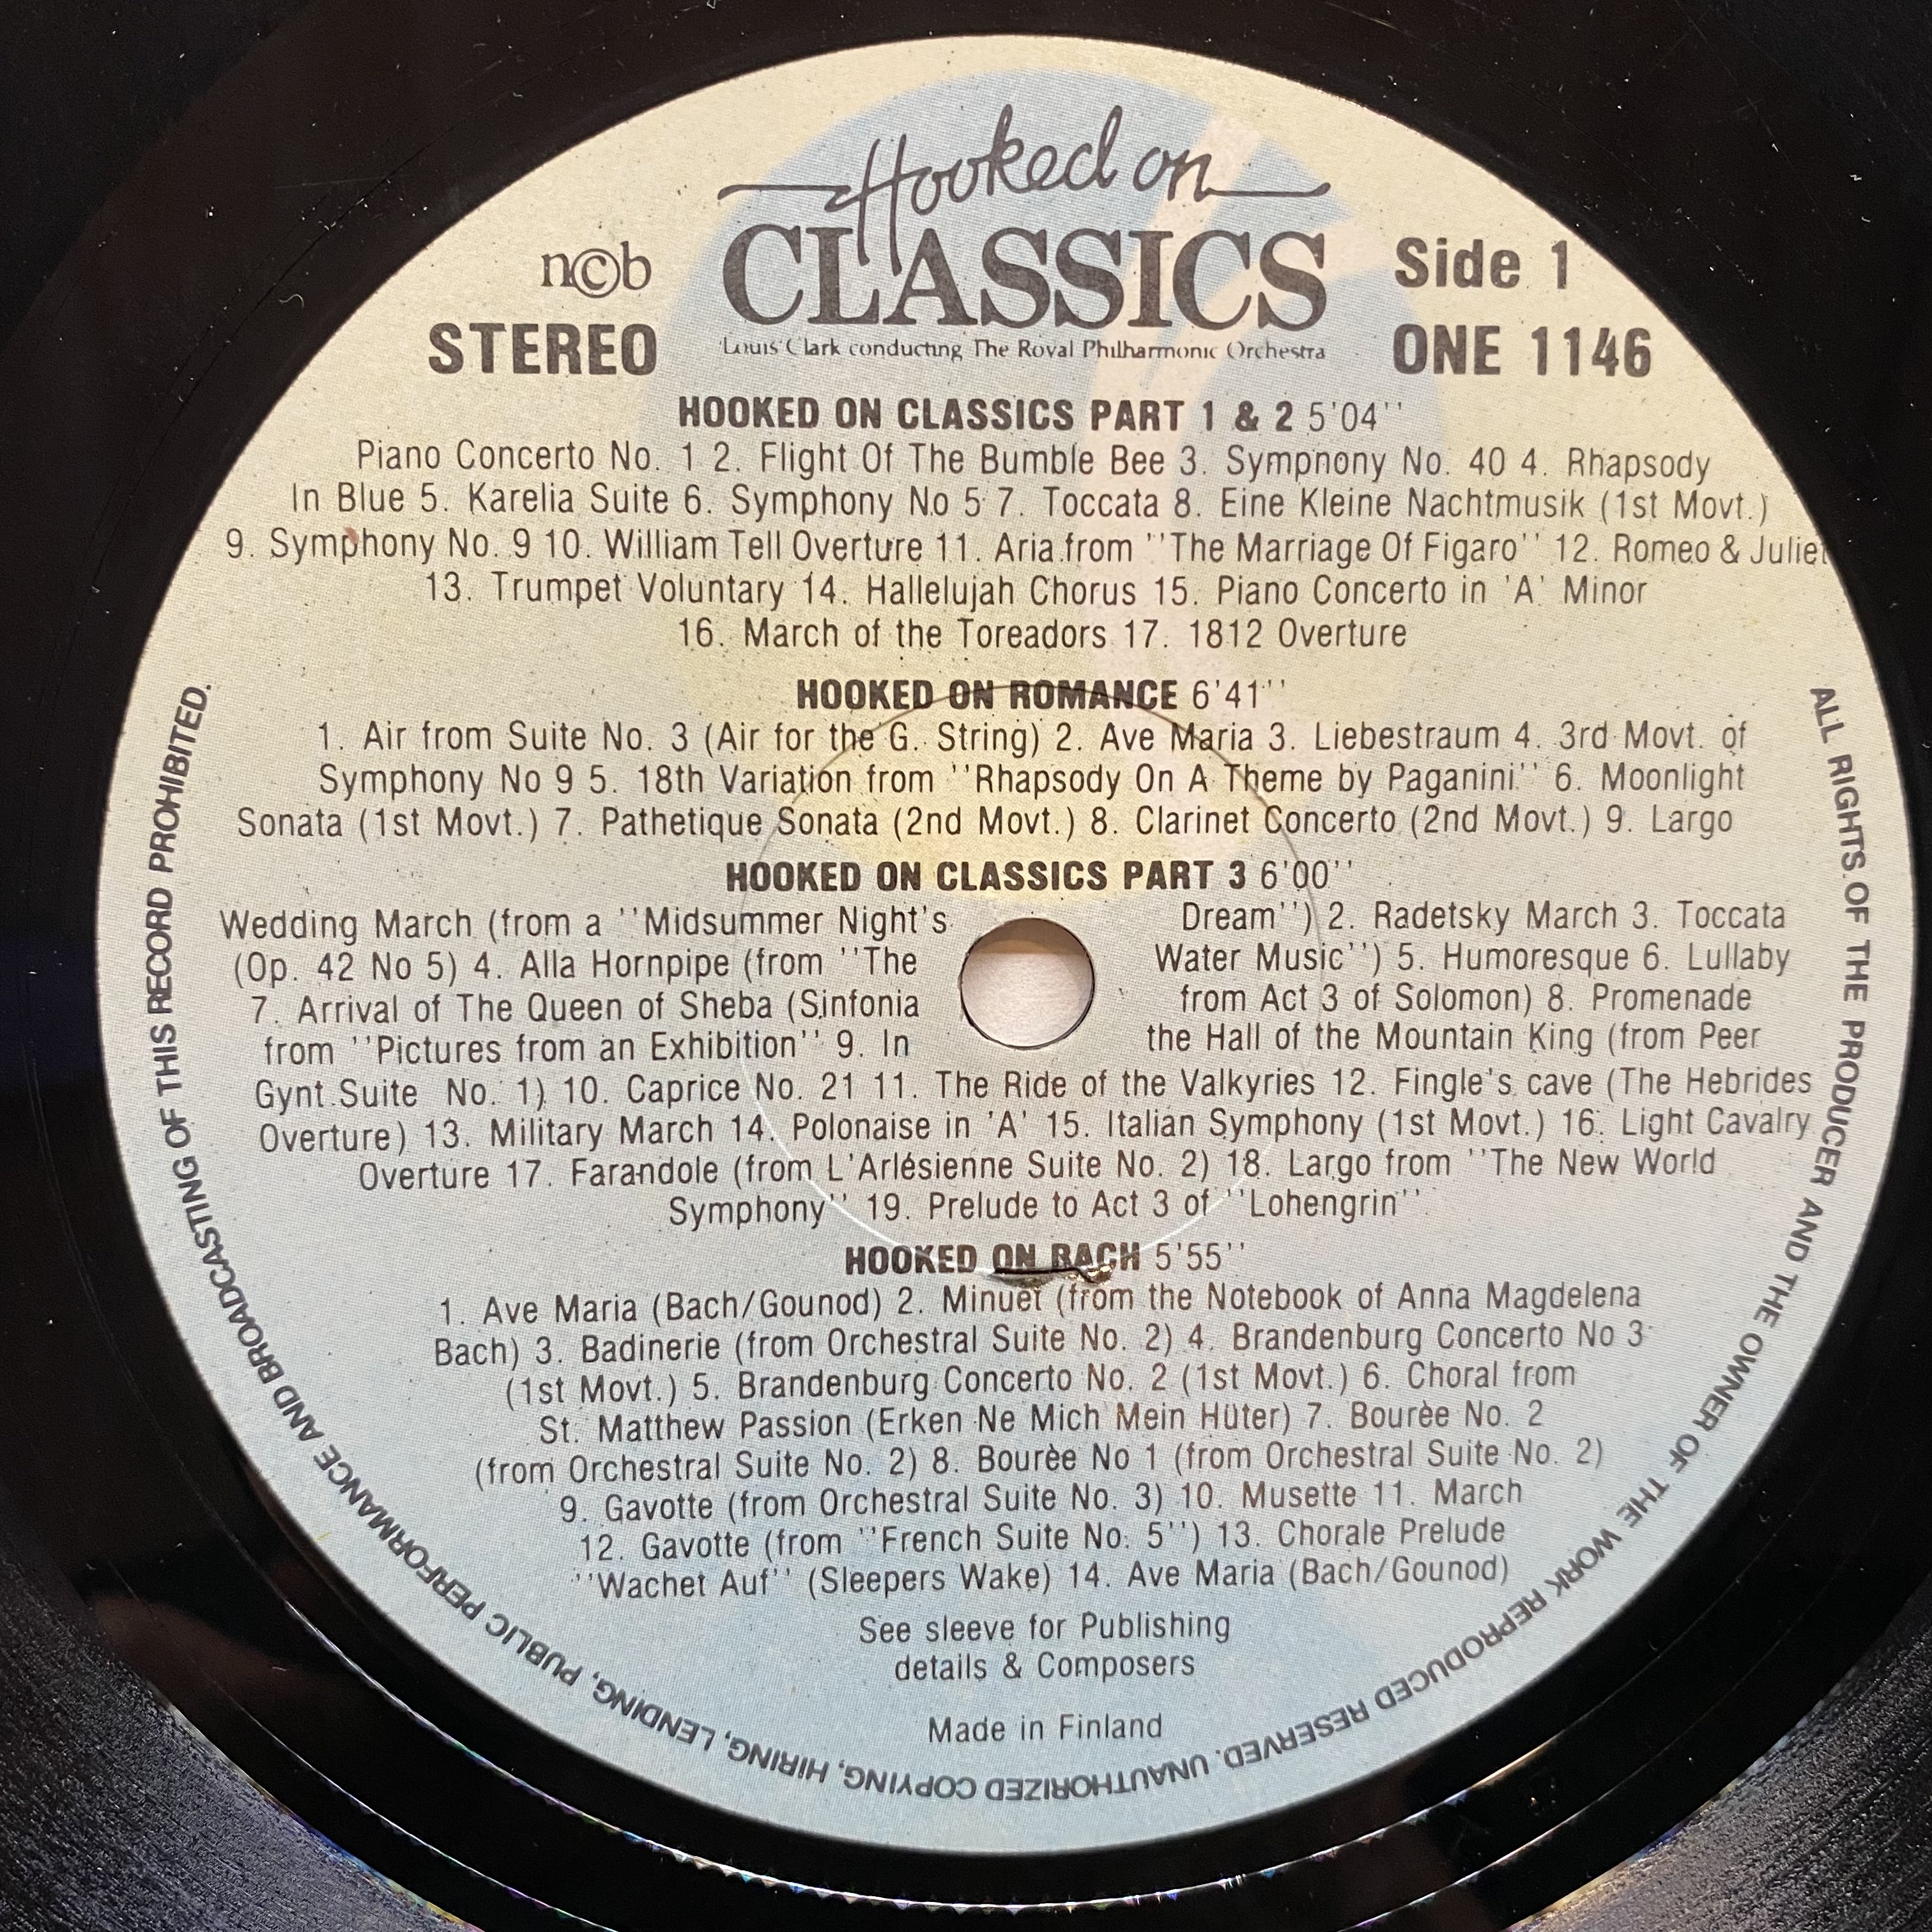 Hooked on
CLASSICS
n©b
STEREO
Side 1
ONE 1146
Louis Clark conducting The Royal Philharmonic Orchestra
HOOKED ON CLASSICS PART 1 & 2 5'04''
Piano Concerto No. 1 2. Flight Of The Bumble Bee 3. Sympnony No. 40 4. Rhapsody
In Blue 5. Karelia Suite 6. Symphony No 5 7. Toccata 8. Eine Kleine Nachtmusik (1st Movt.)
9. Symphony No. 9 10. William Tell Overture 11. Aria from ''The Marriage Of Figaro'' 12. Romeo & Juliet
13. Trumpet Voluntary 14. Hallelujah Chorus 15. Piano Concerto in 'A' Minor
16. March of the Toreadors 17. 1812 Overture
HOOKED ON ROMANCE 6'41''
1. Air from Suite No. 3 (Air for the G. String) 2. Ave Maria 3. Liebestraum 4. 3rd Movt. of
Symphony No 9 5. 18th Variation from ''Rhapsody On A Theme by Paganini'' 6. Moonlight
Sonata (1st Movt.) 7. Pathetique Sonata (2nd Movt.) 8. Clarinet Concerto (2nd Movt.) 9. Largo
HOOKED ON CLASSICS PART 3 6'00''
Wedding March (from a ''Midsummer Night's Dream'') 2. Radetsky March 3. Toccata
(Op. 42 No 5) 4. Alla Hornpipe (from ''The Water Music'') 5. Humoresque 6. Lullaby
7. Arrival of The Queen of Sheba (Sinfonia from Act 3 of Solomon) 8. Promenade
from ''Pictures from an Exhibition'' 9. In the Hall of the Mountain King (from Peer
Gynt Suite No. 1) 10. Caprice No. 21 11. The Ride of the Valkyries 12. Fingle's cave (The Hebrides
Overture) 13. Military March 14. Polonaise in 'A' 15. Italian Symphony (1st Movt.) 16. Light Cavalry
Overture 17. Farandole (from L'Arlésienne Suite No. 2) 18. Largo from ''The New World
Symphony'' 19. Prelude to Act 3 of ''Lohengrin''
HOOKED ON BACH 5'55''
1. Ave Maria (Bach/Gounod) 2. Minuet (from the Notebook of Anna Magdelena
Bach) 3. Badinerie (from Orchestral Suite No. 2) 4. Brandenburg Concerto No 3
(1st Movt.) 5. Brandenburg Concerto No. 2 (1st Movt.) 6. Choral from
St. Matthew Passion (Erken Ne Mich Mein Hüter) 7. Bourèe No. 2
(from Orchestral Suite No. 2) 8. Bourèe No 1 (from Orchestral Suite No. 2)
9. Gavotte (from Orchestral Suite No. 3) 10. Musette 11. March
12. Gavotte (from ''French Suite No. 5'') 13. Chorale Prelude
''Wachet Auf'' (Sleepers Wake) 14. Ave Maria (Bach/Gounod)
See sleeve for Publishing
details & Composers
Made in Finland
ALL RIGHTS OF THE PRODUCER AND THE OWNER OF THE WORK REPRODUCED RESERVED. UNAUTHORIZED COPYING, HIRING, LENDING, PUBLIC PERFORMANCE AND BROADCASTING OF THIS RECORD PROHIBITED.